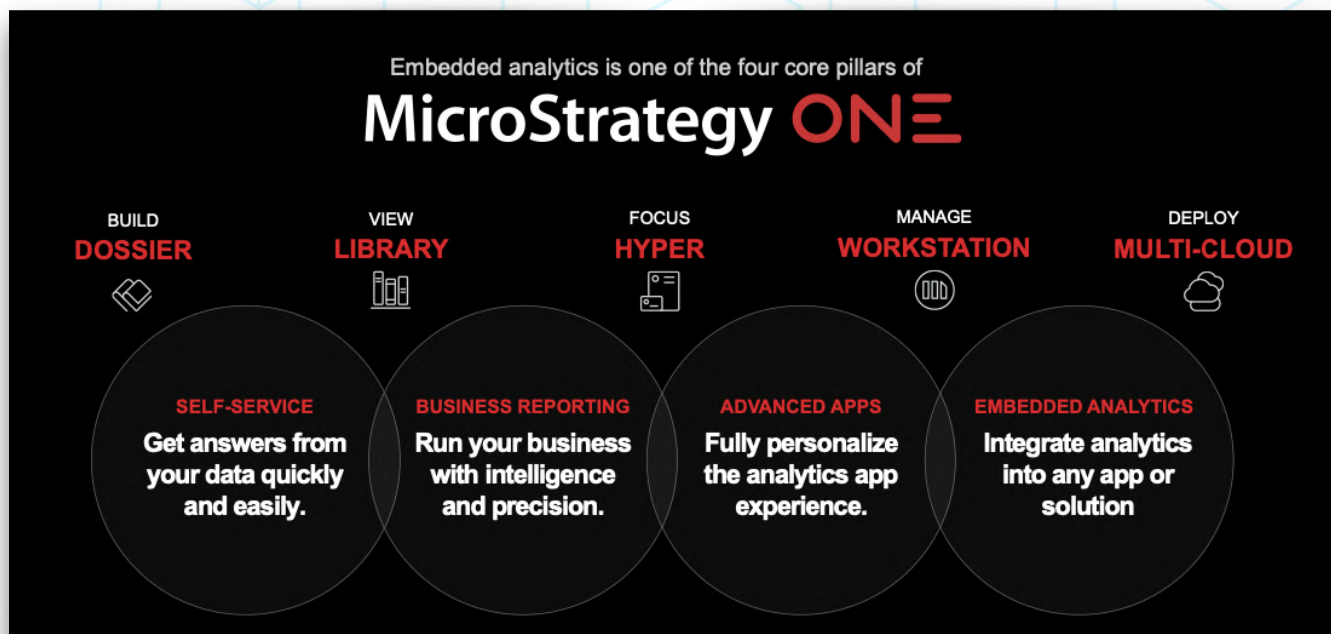 Embedded analytics is one of the four core pillars of
MicroStrategy ONE
BUILD
DOSSIER
VIEW
LIBRARY
FOCUS
HYPER
MANAGE
WORKSTATION
DEPLOY
MULTI-CLOUD
SELF-SERVICE
Get answers from
your data quickly
and easily.
BUSINESS REPORTING
Run your business
with intelligence
and precision.
ADVANCED APPS
Fully personalize
the analytics app
experience.
EMBEDDED ANALYTICS
Integrate analytics
into any app or
solution